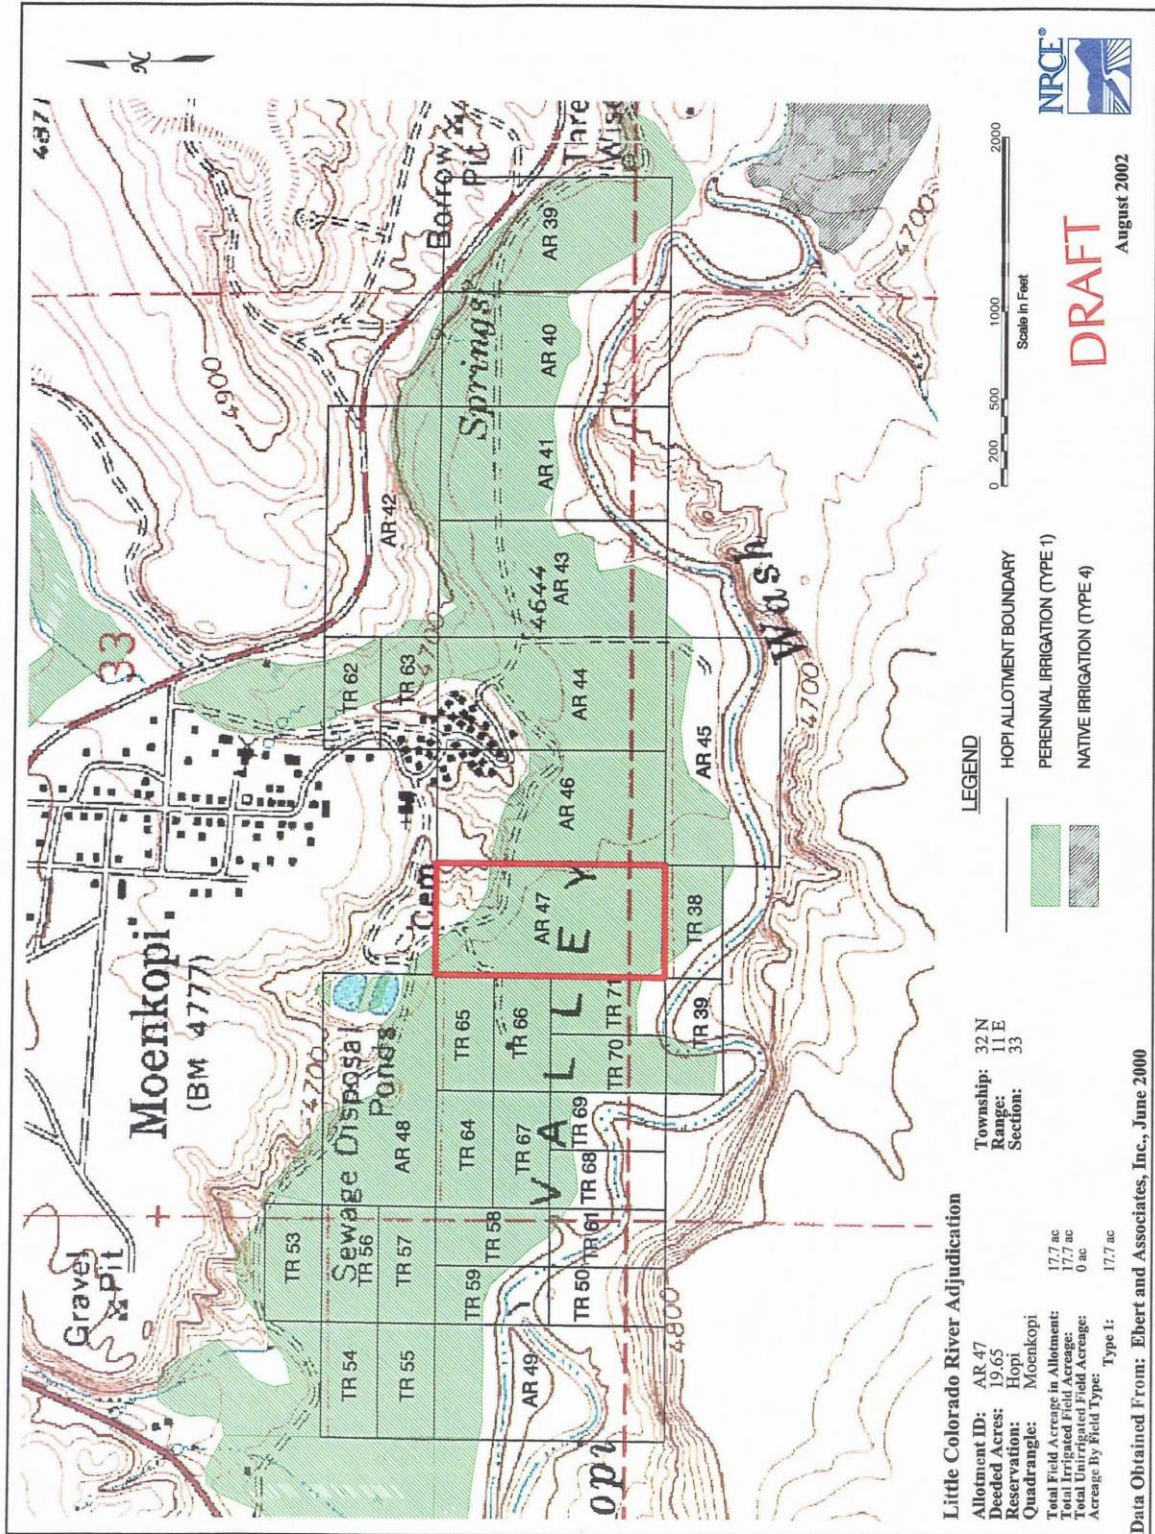 N
4871
Gravel
Pit
Moenkopi
(BM 4777)
33
4900
Borrow
Pit
Thre
4700
Sewage Disposal
Ponds
Cem
4700
Springs
4644
VALLEY
Wash
4700
4700
4800
opi
TR 53
TR 54
TR 55
TR 56
TR 57
TR 58
TR 59
AR 48
TR 64
TR 65
TR 66
TR 67
TR 68
TR 69
TR 70
TR 71
TR 61
TR 50
AR 49
TR 38
TR 39
AR 47
AR 46
AR 45
AR 44
AR 43
AR 42
AR 41
AR 40
AR 39
TR 62
TR 63
Little Colorado River Adjudication
Allotment ID: AR 47
Deeded Acres: 19.65
Reservation: Hopi
Quadrangle: Moenkopi
Township: 32 N
Range: 11 E
Section: 33
Total Field Acreage in Allotment: 17.7 ac
Total Irrigated Field Acreage: 17.7 ac
Total Unirrigated Field Acreage: 0 ac
Acreage By Field Type: Type 1: 17.7 ac
Data Obtained From: Ebert and Associates, Inc., June 2000
LEGEND
HOPI ALLOTMENT BOUNDARY
PERENNIAL IRRIGATION (TYPE 1)
NATIVE IRRIGATION (TYPE 4)
0 200 500 1000 2000
Scale in Feet
DRAFT
August 2002
NRCE®